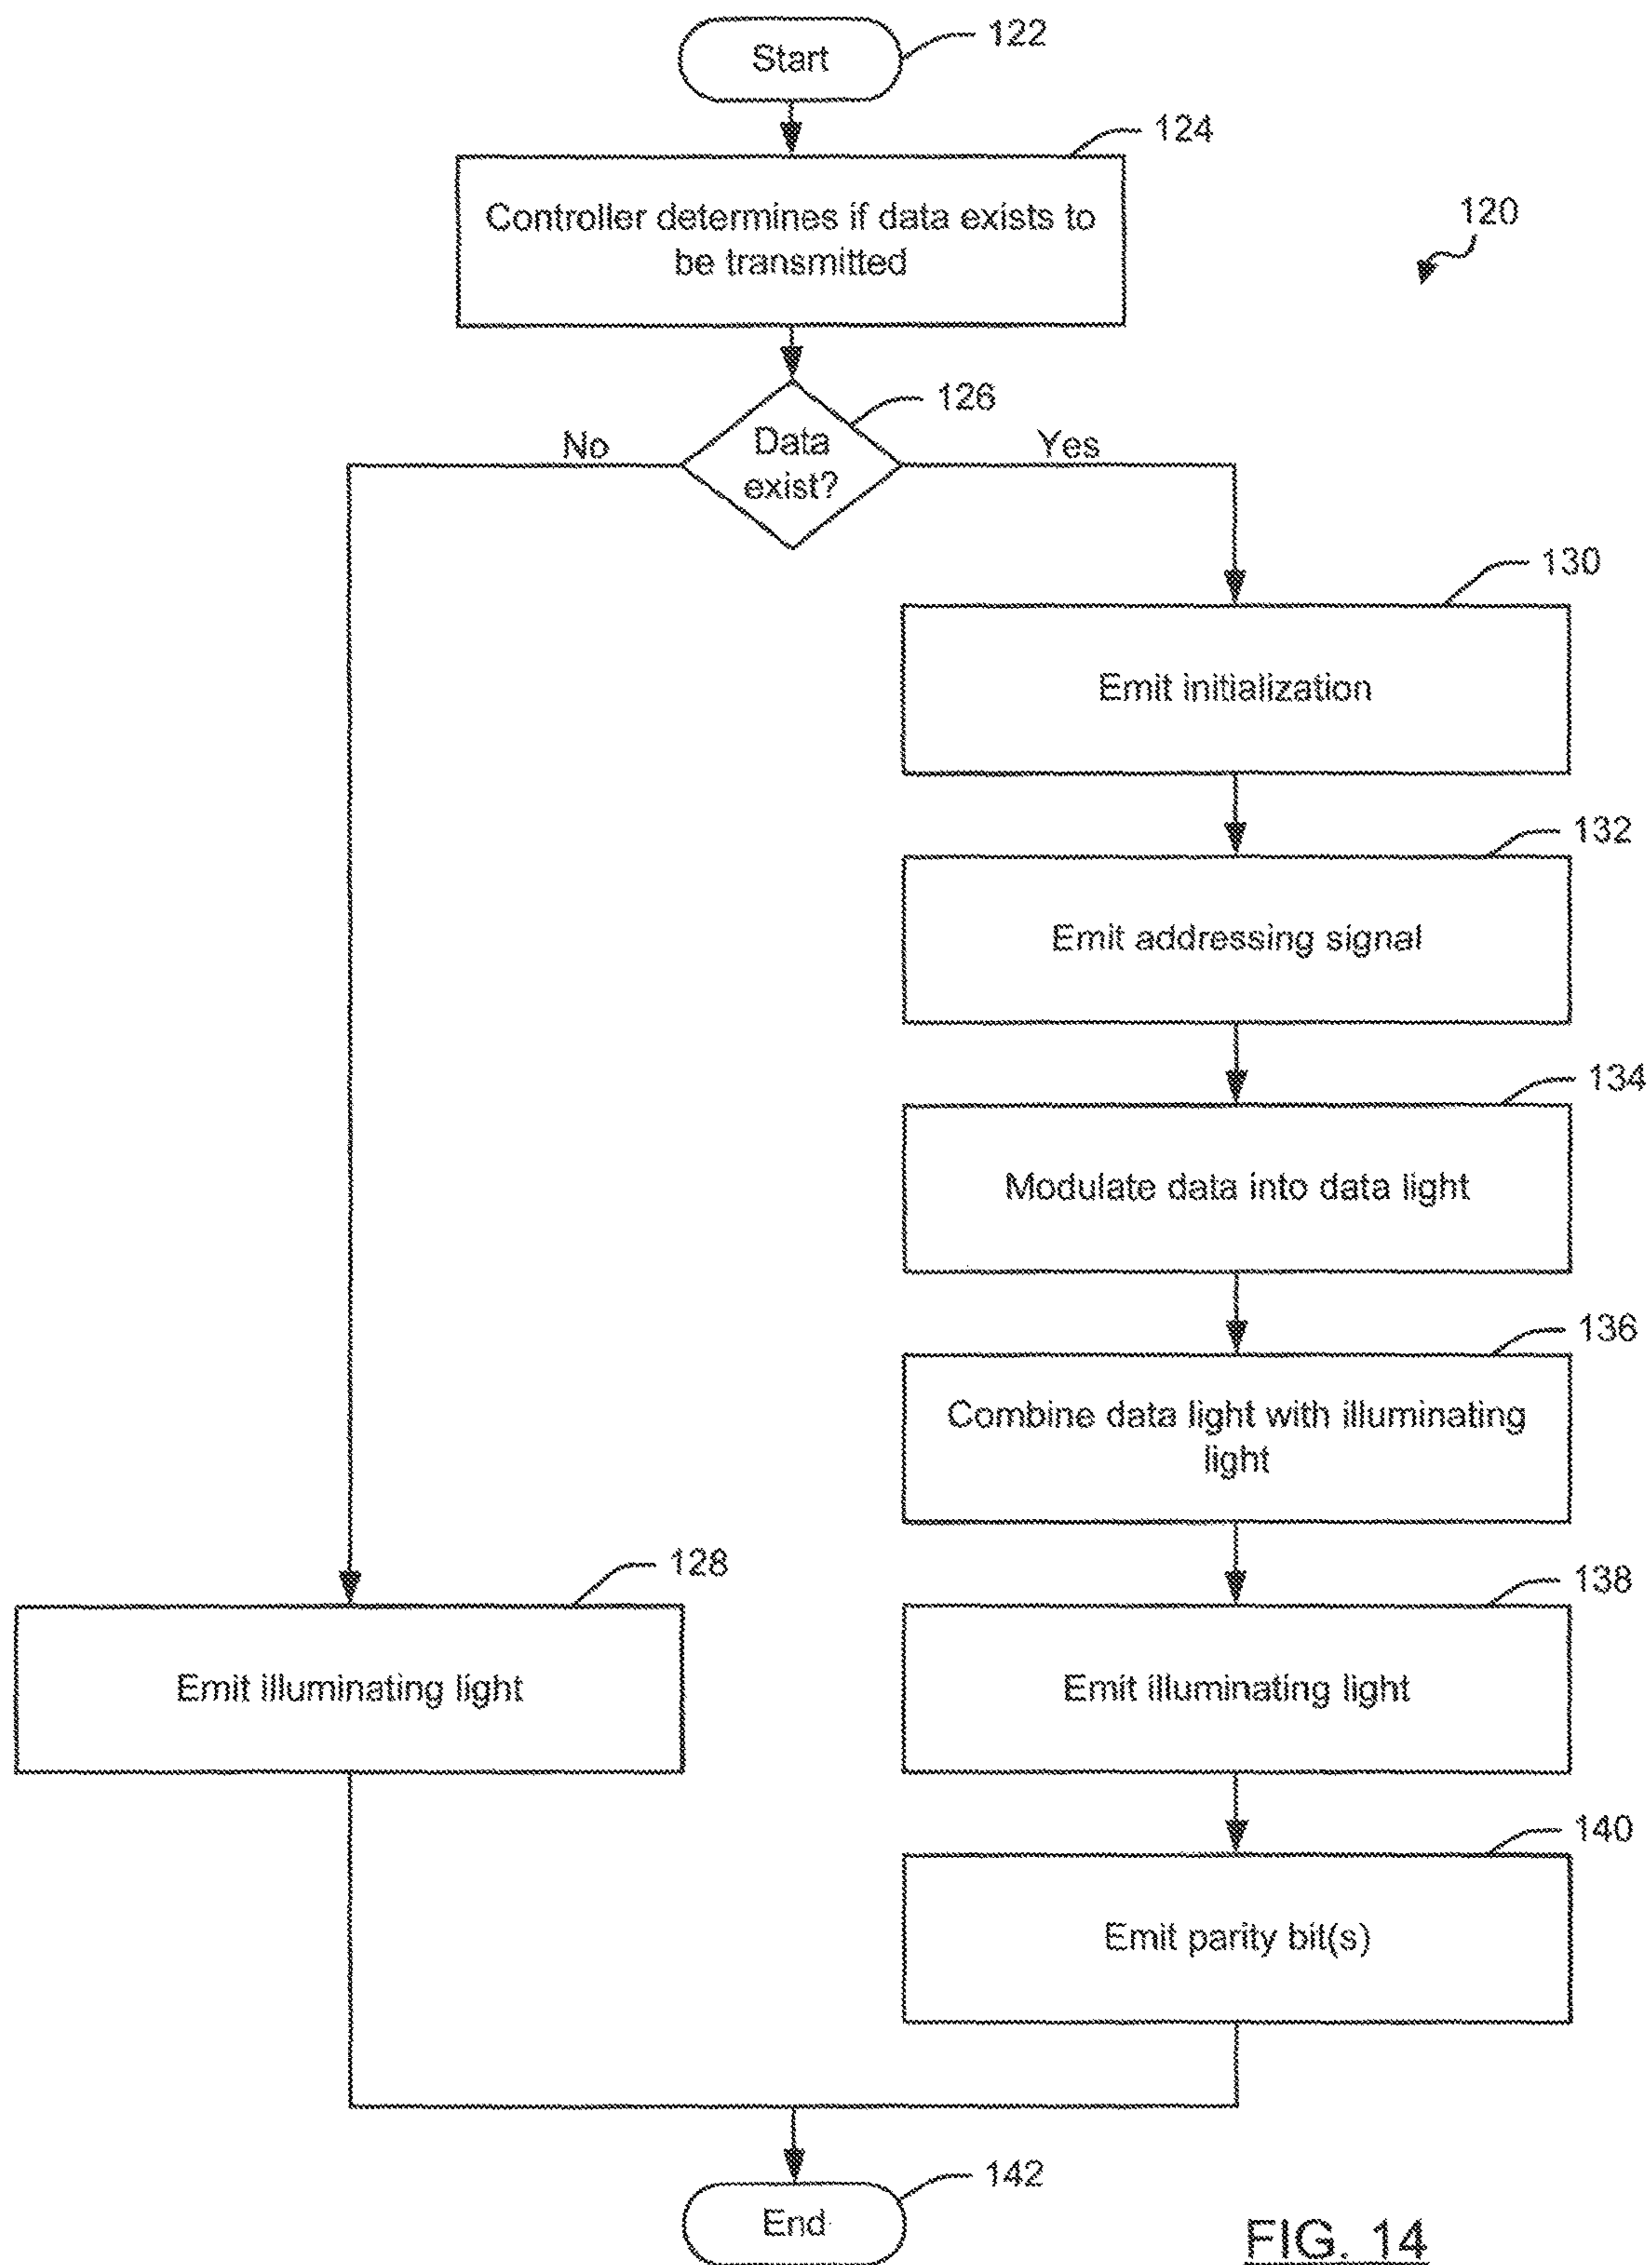 Start
122
124
Controller determines if data exists to
be transmitted
120
126
Data
exist?
No
Yes
130
Emit initialization
132
Emit addressing signal
134
Modulate data into data light
136
Combine data light with illuminating
light
128
138
Emit illuminating light
Emit illuminating light
140
Emit parity bit(s)
142
End
FIG. 14